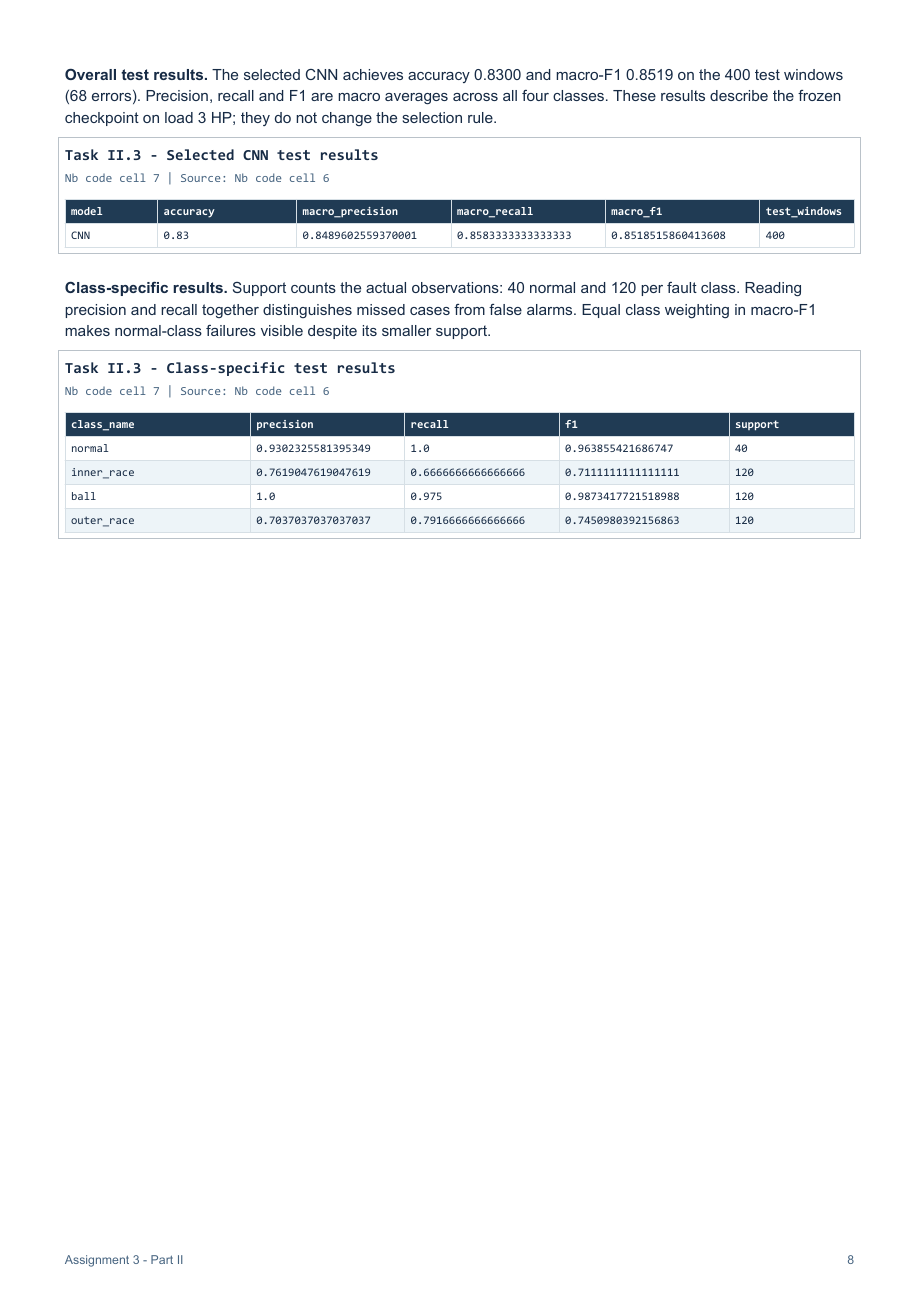 Overall test results. The selected CNN achieves accuracy 0.8300 and macro-F1 0.8519 on the 400 test windows
(68 errors). Precision, recall and F1 are macro averages across all four classes. These results describe the frozen
checkpoint on load 3 HP; they do not change the selection rule.
Task II.3 - Selected CNN test results
Nb code cell 7 | Source: Nb code cell 6
model accuracy macro_precision macro_recall macro_f1 test_windows
CNN 0.83 0.8489602559370001 0.8583333333333333 0.8518515860413608 400
Class-specific results. Support counts the actual observations: 40 normal and 120 per fault class. Reading
precision and recall together distinguishes missed cases from false alarms. Equal class weighting in macro-F1
makes normal-class failures visible despite its smaller support.
Task II.3 - Class-specific test results
Nb code cell 7 | Source: Nb code cell 6
class_name precision recall f1 support
normal 0.9302325581395349 1.0 0.963855421686747 40
inner_race 0.7619047619047619 0.6666666666666666 0.7111111111111111 120
ball 1.0 0.975 0.9873417721518988 120
outer_race 0.7037037037037037 0.7916666666666666 0.7450980392156863 120
Assignment 3 - Part II 8